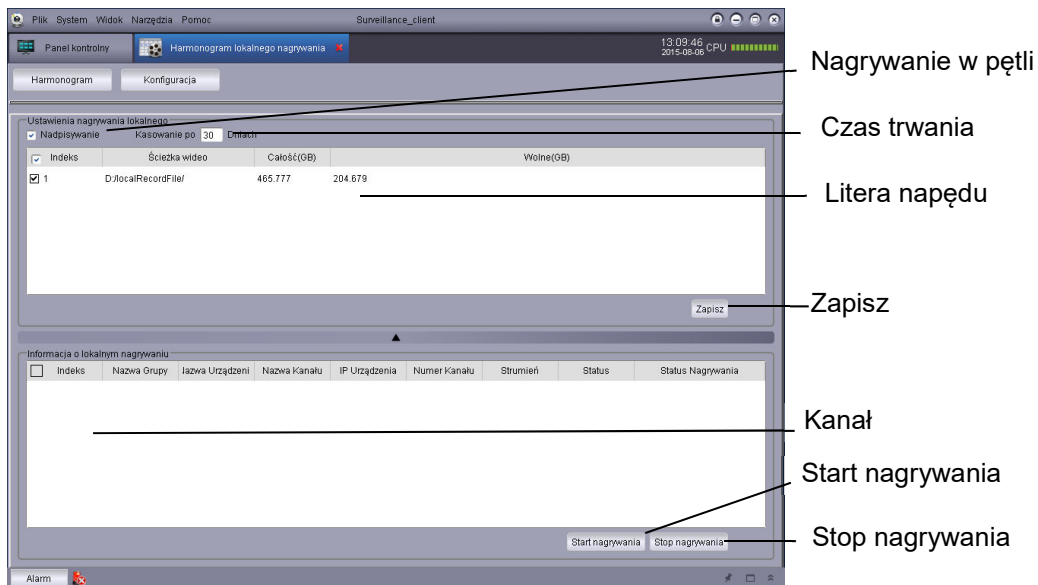 Plik System Widok Narzędzia Pomoc Surveillance_client
Panel kontrolny Harmonogram lokalnego nagrywania 13:09:46 CPU
2015-08-06
Nagrywanie w pętli
Harmonogram Konfiguracja
Ustawienia nagrywania lokalnego
Nadpisywanie Kasowanie po 30 Dniach
Czas trwania
Indeks Ścieżka wideo Całość(GB) Wolne(GB)
1 D:/localRecordFile/ 465.777 204.679
Litera napędu
Zapisz
Zapisz
Informacja o lokalnym nagrywaniu
Indeks Nazwa Grupy Jazwa Urządzeni Nazwa Kanału IP Urządzenia Numer Kanału Strumień Status Status Nagrywania
Kanał
Start nagrywania
Start nagrywania Stop nagrywania
Stop nagrywania
Alarm